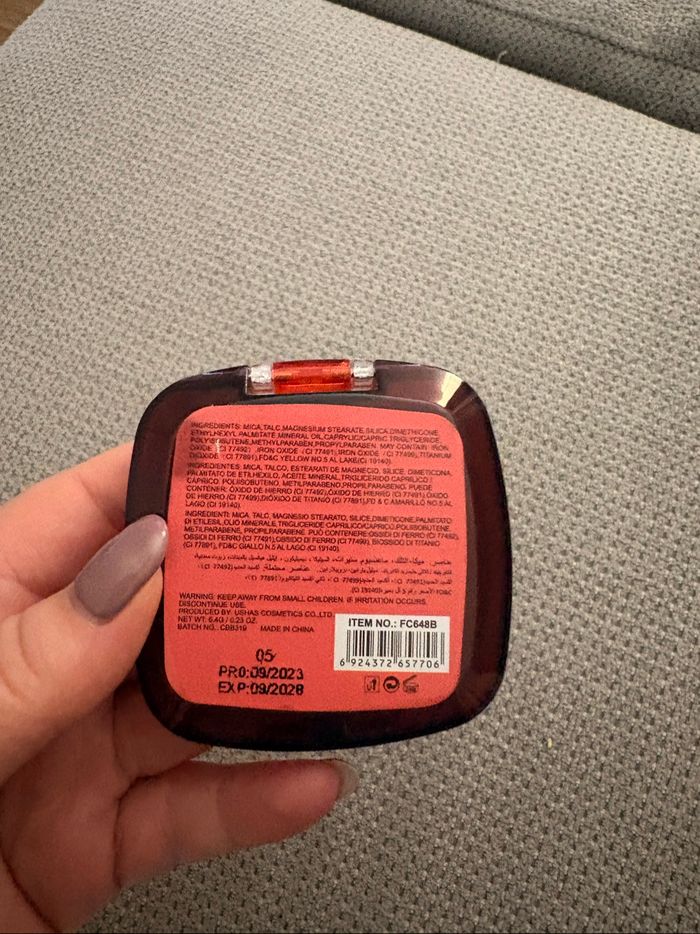 INGREDIENTS: MICA,TALC,MAGNESIUM STEARATE,SILICA,DIMETHICONE,
ETHYLHEXYL PALMITATE,MINERAL OIL,CAPRYLIC/CAPRIC TRIGLYCERIDE,
POLYISOBUTENE,METHYLPARABEN,PROPYLPARABEN. MAY CONTAIN: IRON
OXIDE (CI 77492) ,IRON OXIDE (CI 77491),IRON OXIDE (CI 77499),TITANIUM
DIOXIDE (CI 77891),FD&C YELLOW NO.5 AL LAKE(CI 19140).
INGREDIENTES: MICA, TALCO, ESTEARATI DE MAGNECIO, SILICE, DIMETICONA,
PALMITATO DE ETILHEXILO, ACEITE MINERAL,TRIGLICERIDO CAPRILICO /
CAPRICO, POLIISOBUTENO, METILPARABENO,PROPILPARABENO. PUEDE
CONTENER: ÓXIDO DE HIERRO (CI 77492),ÓXIDO DE HIERRO (CI 77491),ÓXIDO
DE HIERRO (CI 77499),DIÓXIDO DE TITANIO (CI 77891),FD & C AMARILLO NO.5 AL
LAGO (CI 19140).
INGREDIENTI: MICA, TALC, MAGNESIO STEARATO, SILICE,DIMETICONE,PALMITATO
DI ETILESIL,OLIO MINERALE,TRIGLICERIDE CAPRILICO/CAPRICO,POLIISOBUTENE,
METILPARABENE, PROPILPARABENE. PUÒ CONTENERE: OSSIDI DI FERRO (CI 77492),
OSSIDI DI FERRO (CI 77491),OSSIDO DI FERRO (CI 77499), BIOSSIDO DI TITANIO
(CI 77891), FD&C GIALLO N.5 AL LAGO(CI 19140).
WARNING: KEEP AWAY FROM SMALL CHILDREN. IF IRRITATION OCCURS,
DISCONTINUE USE.
PRODUCED BY: USHAS COSMETICS CO.,LTD.
NET WT: 6.4G / 0.23 OZ
BATCH NO.: CBB319 MADE IN CHINA
ITEM NO.: FC648B
6 924372 657706
05
PRO:09/2023
EXP:09/2028